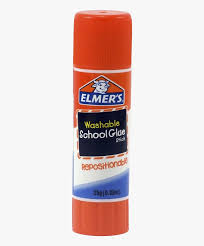 ELMER'S
Washable
School Glue
Stick
Repositionable